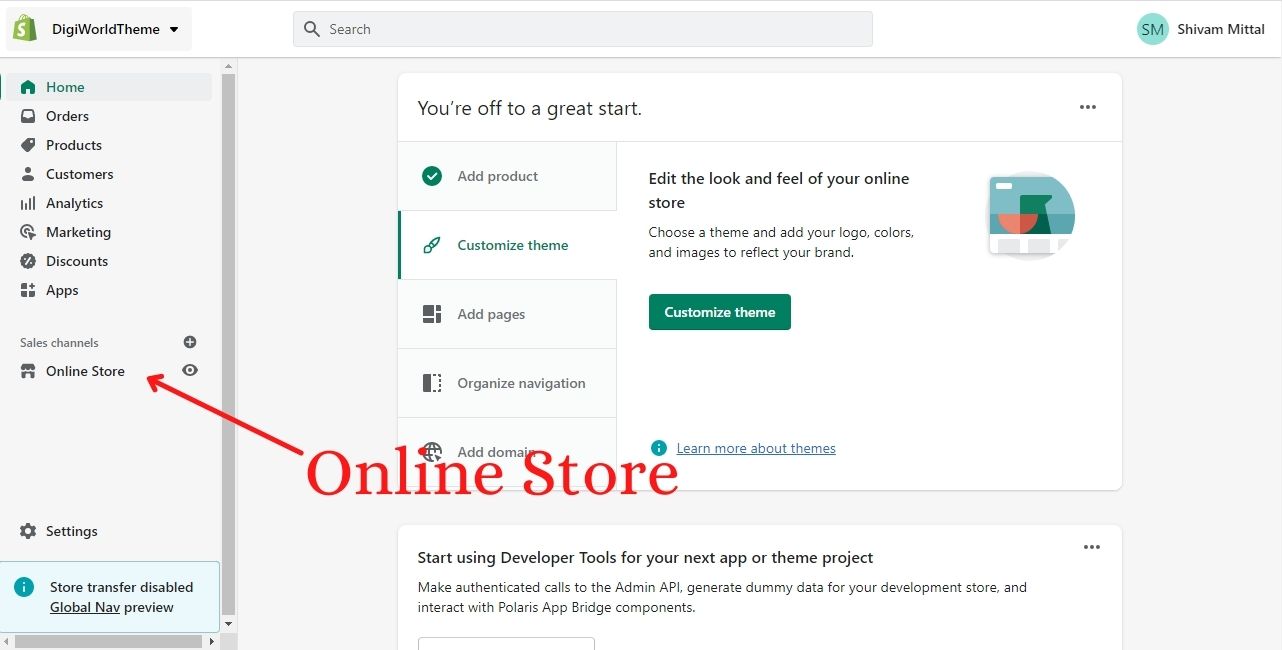 DigiWorldTheme
Search
SM
Shivam Mittal
Home
Orders
Products
Customers
Analytics
Marketing
Discounts
Apps
Sales channels
Online Store
Settings
Store transfer disabled
Global Nav preview
You’re off to a great start.
Add product
Customize theme
Add pages
Organize navigation
Add domain
Edit the look and feel of your online
store
Choose a theme and add your logo, colors,
and images to reflect your brand.
Customize theme
Learn more about themes
Online Store
Start using Developer Tools for your next app or theme project
Make authenticated calls to the Admin API, generate dummy data for your development store, and
interact with Polaris App Bridge components.